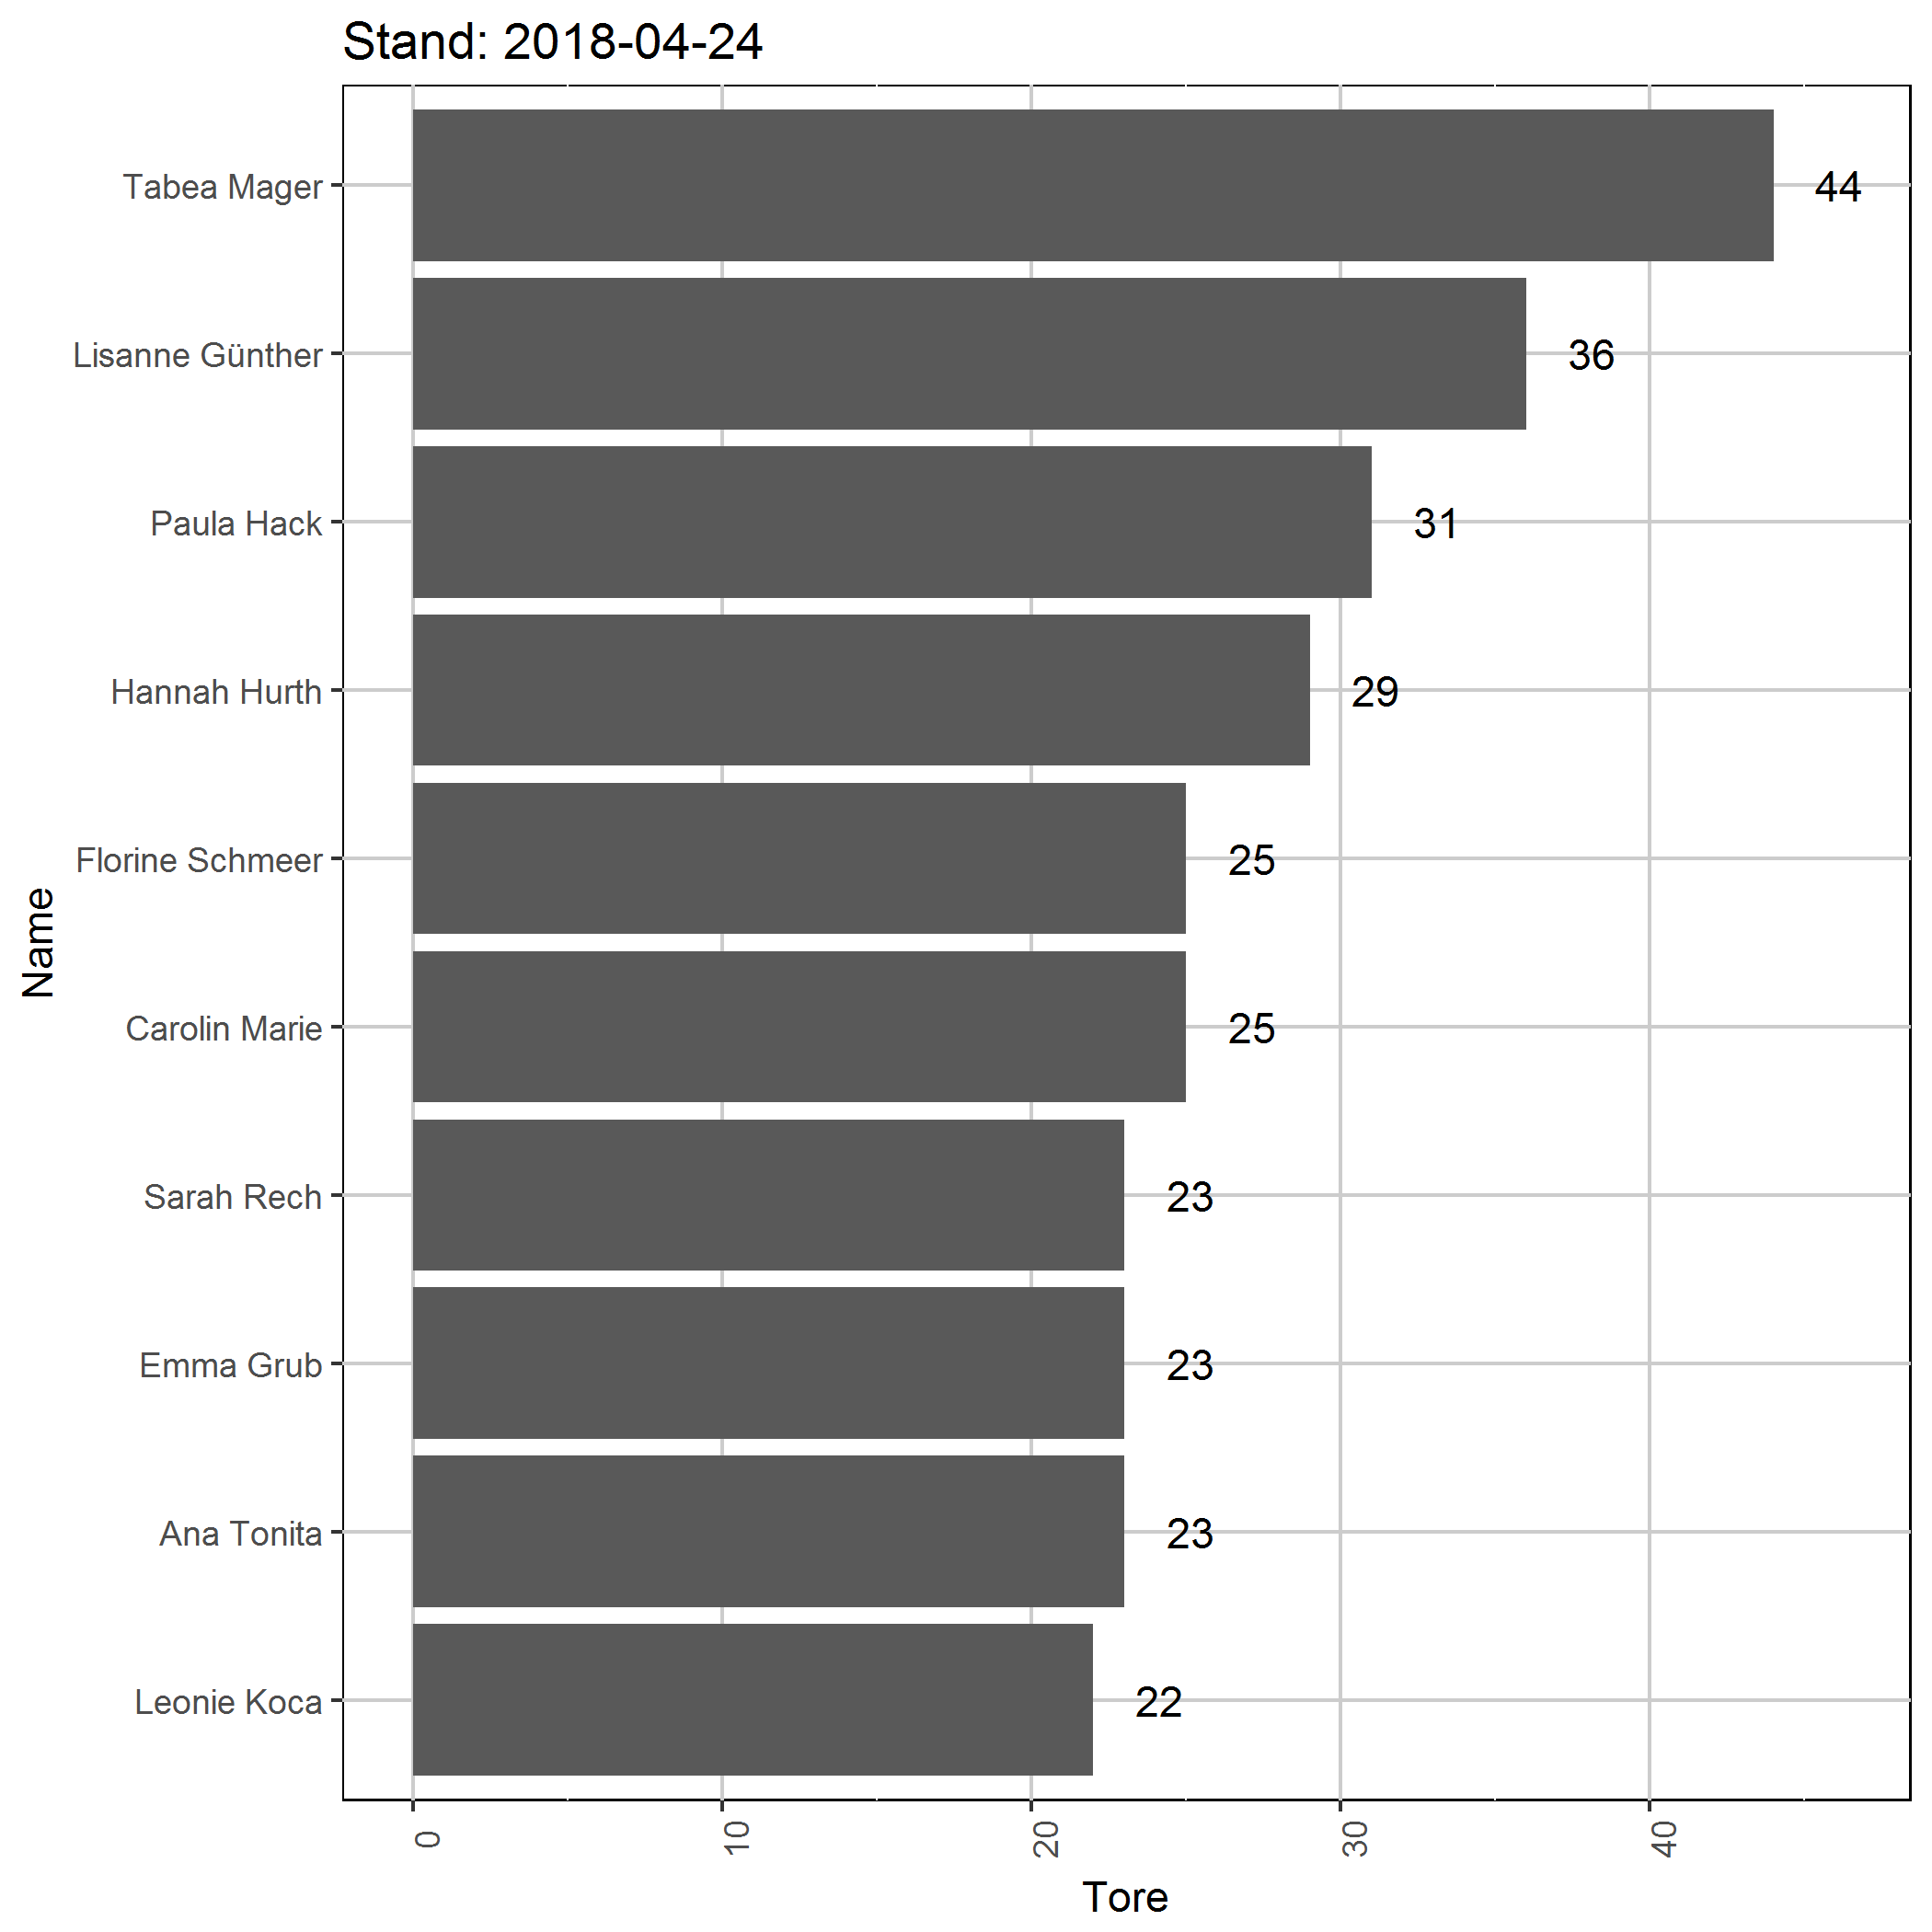 Stand: 2018-04-24
Name
Tabea Mager 44
Lisanne Günther 36
Paula Hack 31
Hannah Hurth 29
Florine Schmeer 25
Carolin Marie 25
Sarah Rech 23
Emma Grub 23
Ana Tonita 23
Leonie Koca 22
0 10 20 30 40
Tore